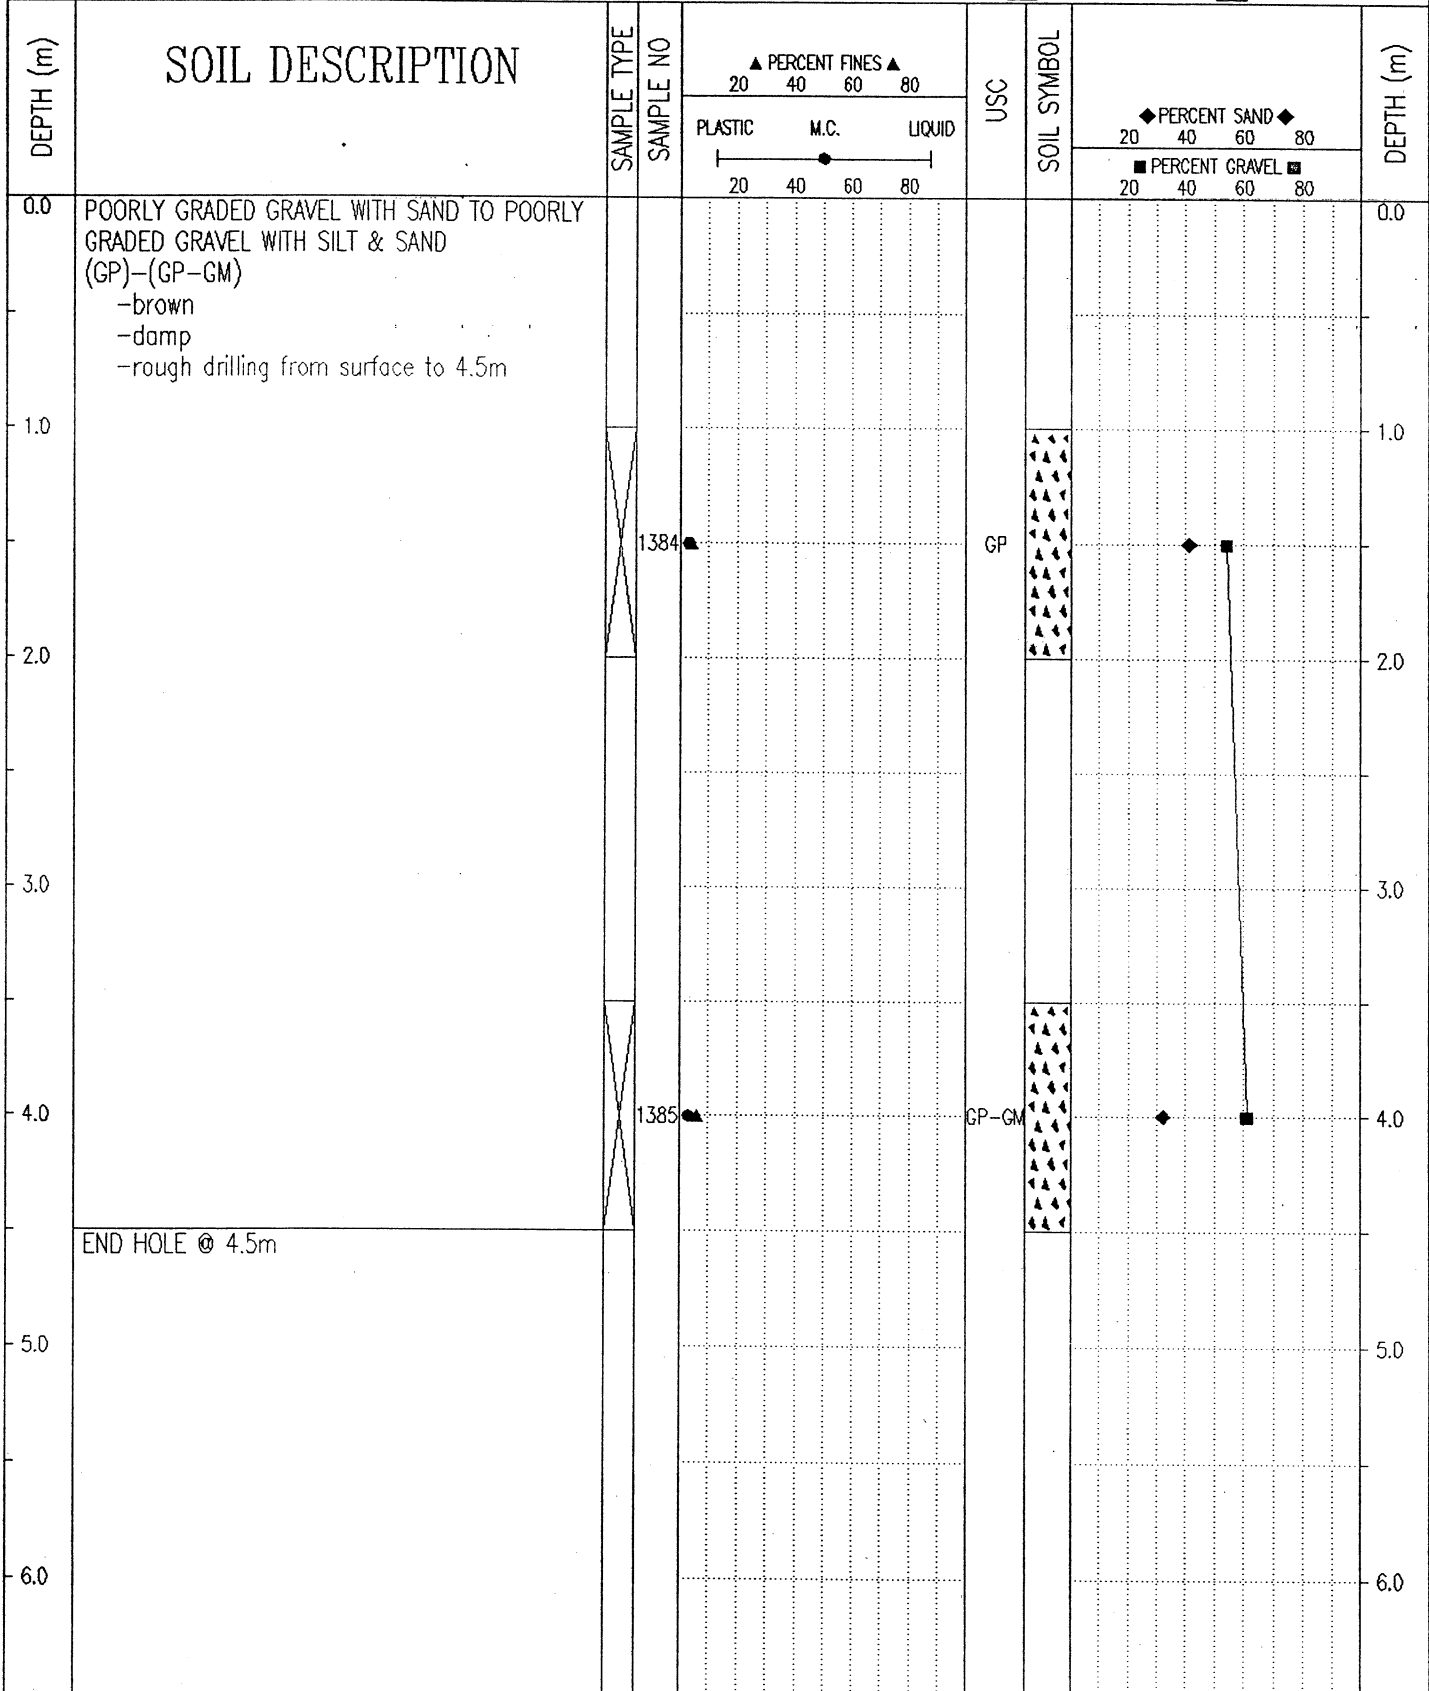 DEPTH (m)
SOIL DESCRIPTION
SAMPLE TYPE
SAMPLE NO
▲ PERCENT FINES ▲
20 40 60 80
PLASTIC M.C. LIQUID
20 40 60 80
USC
SOIL SYMBOL
◆PERCENT SAND◆
20 40 60 80
■ PERCENT GRAVEL ■
20 40 60 80
DEPTH (m)
0.0
POORLY GRADED GRAVEL WITH SAND TO POORLY
GRADED GRAVEL WITH SILT & SAND
(GP)-(GP-GM)
-brown
-damp
-rough drilling from surface to 4.5m
0.0
1.0
1.0
1384
GP
2.0
2.0
3.0
3.0
4.0
1385
GP-GM
4.0
END HOLE @ 4.5m
5.0
5.0
6.0
6.0